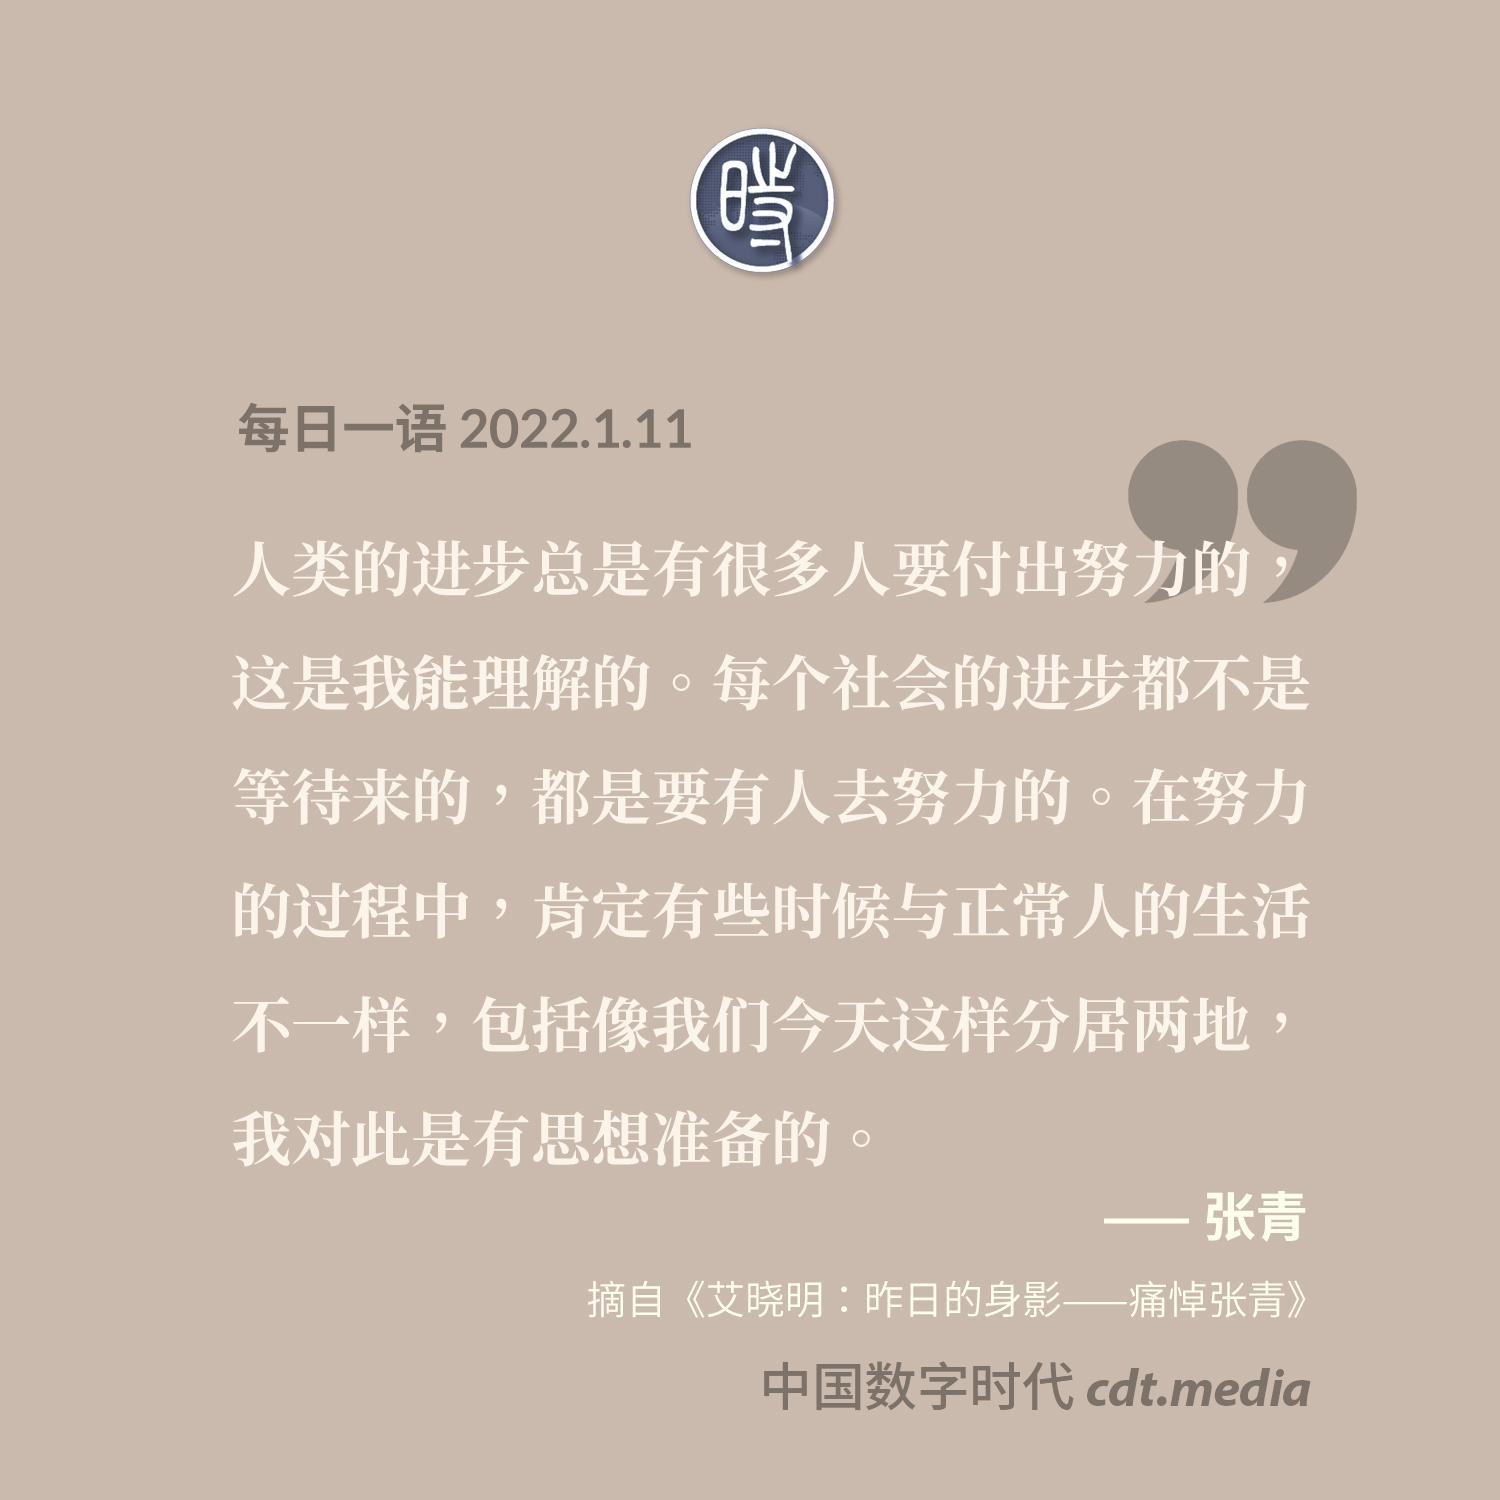 時
每日一语 2022.1.11
人类的进步总是有很多人要付出努力的，
这是我能理解的。每个社会的进步都不是
等待来的，都是要有人去努力的。在努力
的过程中，肯定有些时候与正常人的生活
不一样，包括像我们今天这样分居两地，
我对此是有思想准备的。
—— 张青
摘自《艾晓明：昨日的身影——痛悼张青》
中国数字时代 cdt.media